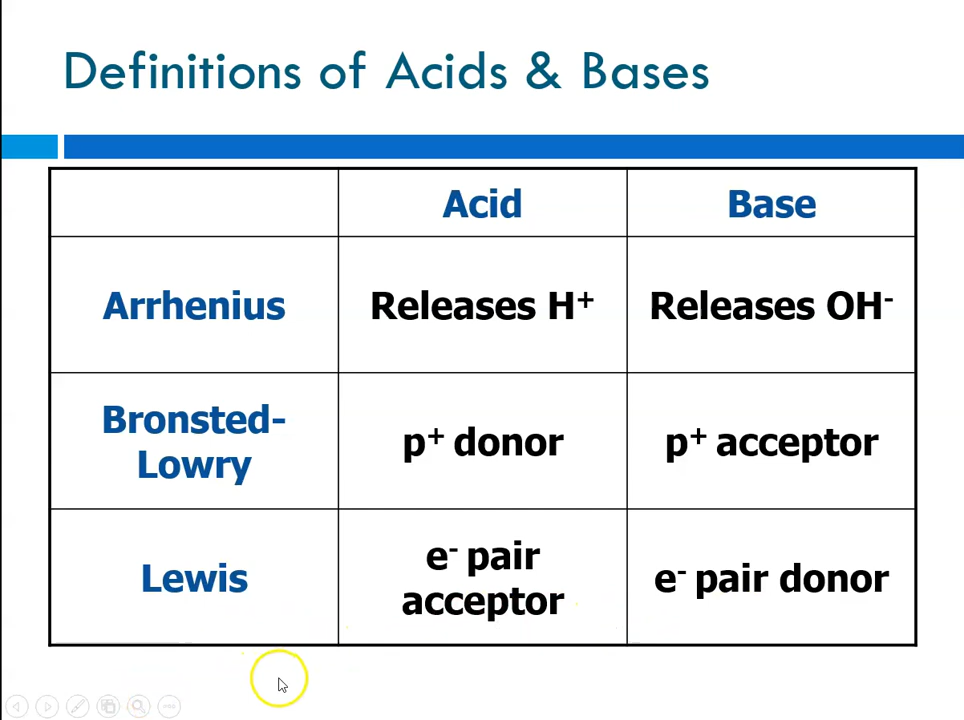 Definitions of Acids & Bases
Acid Base
Arrhenius Releases H⁺ Releases OH⁻
Bronsted-
Lowry p⁺ donor p⁺ acceptor
Lewis e⁻ pair
acceptor e⁻ pair donor